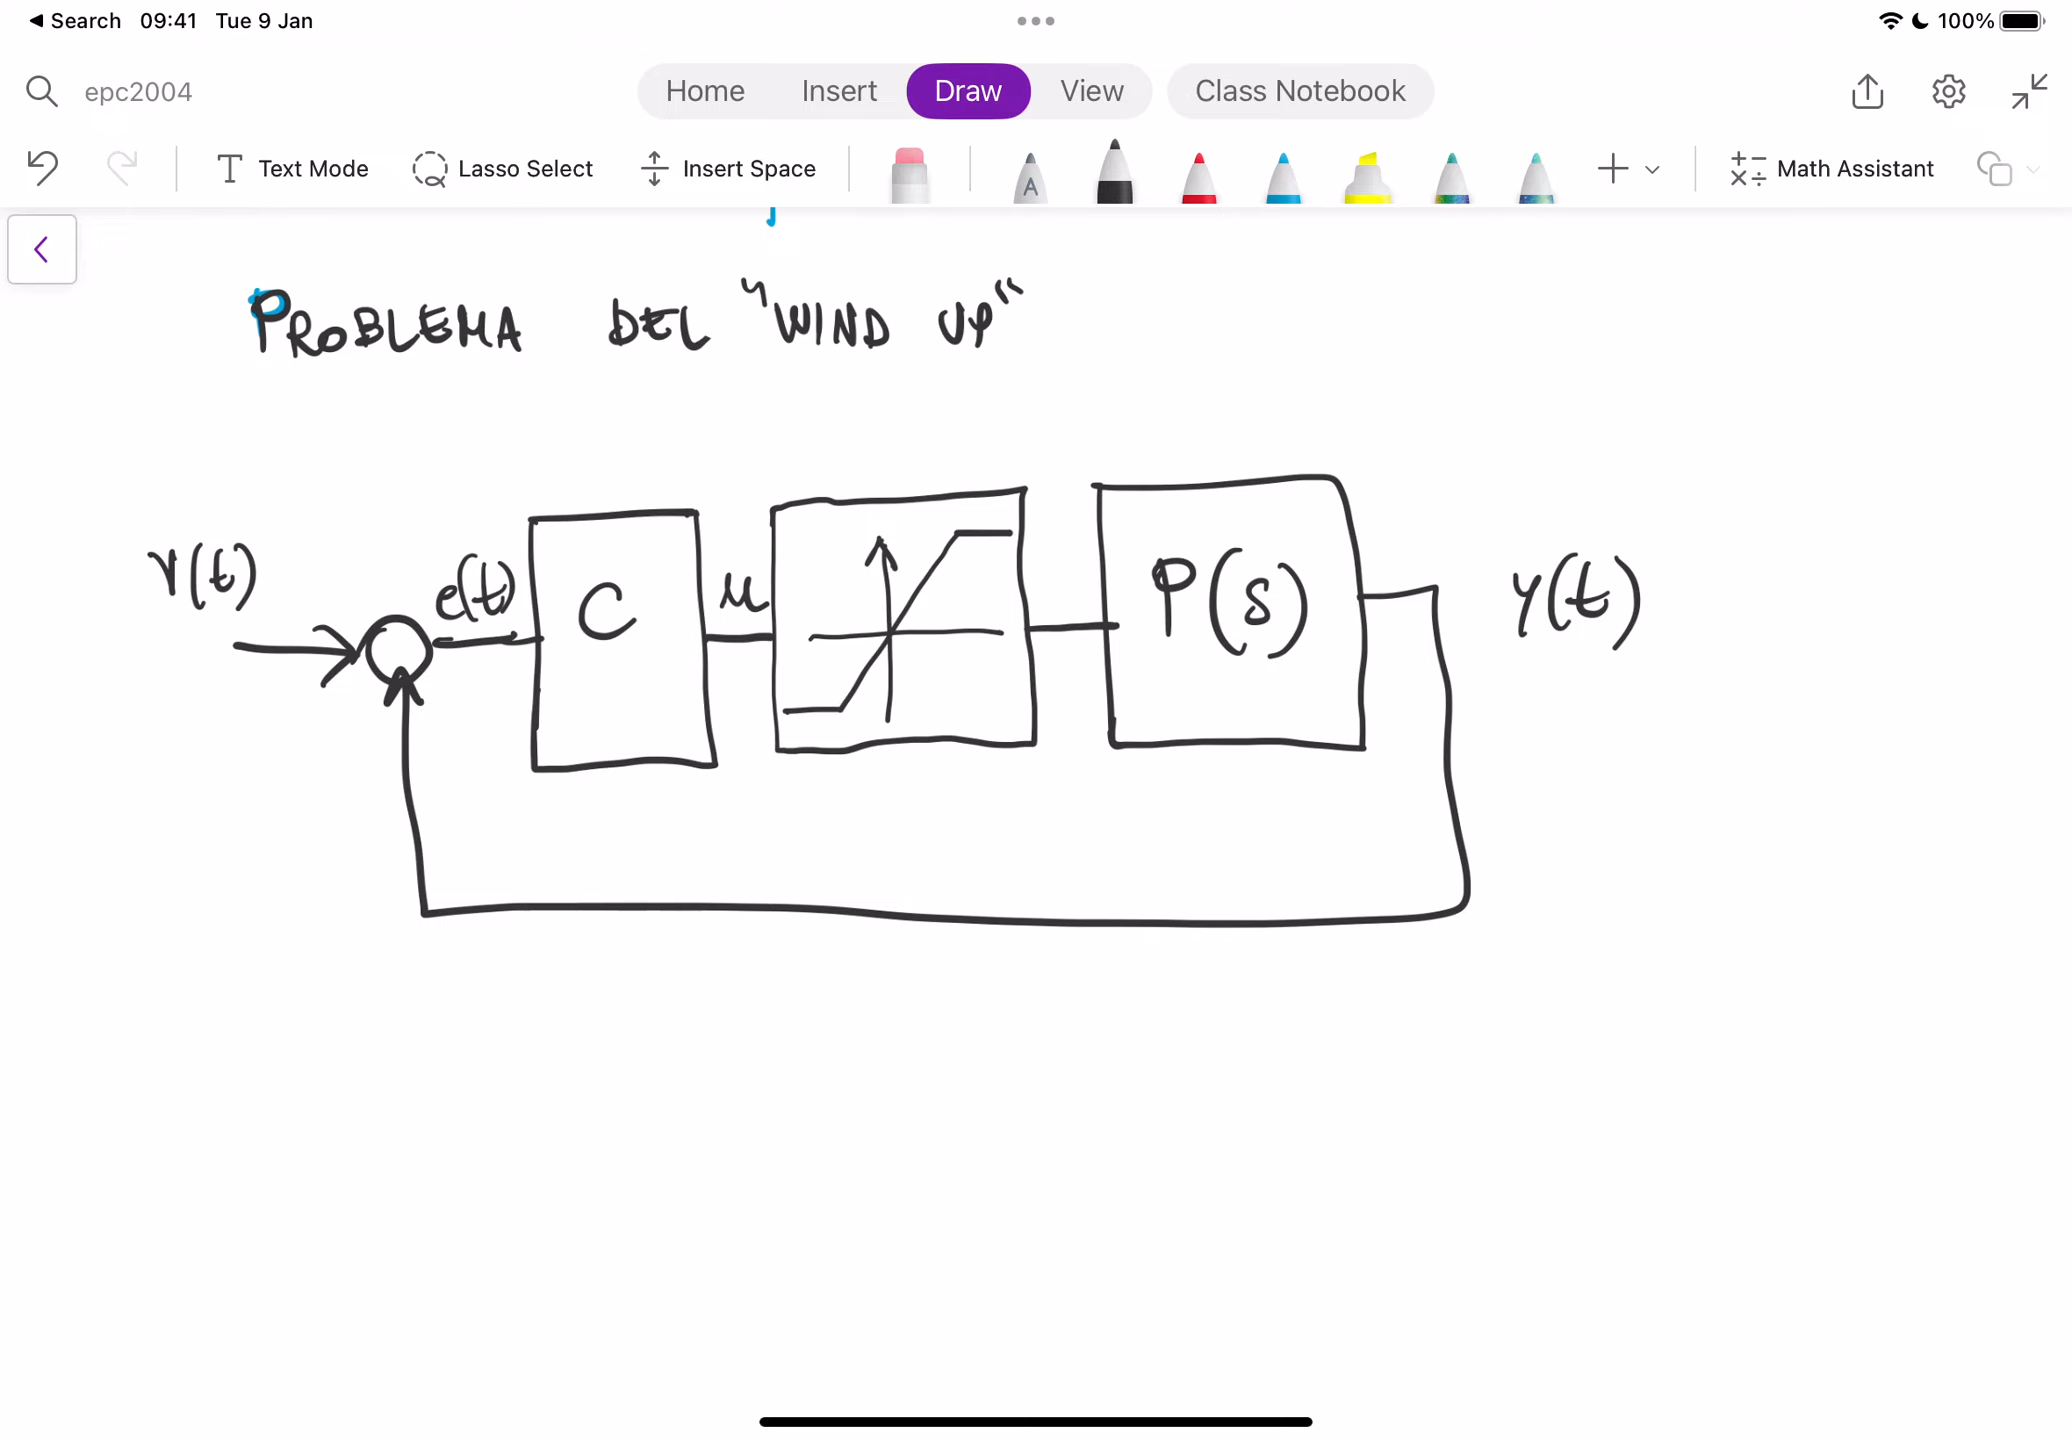 Search 09:41 Tue 9 Jan 100%
epc2004 Home Insert Draw View Class Notebook
Text Mode Lasso Select Insert Space A Math Assistant
PROBLEMA DEL "WIND UP"
r(t) e(t) C u P(s) y(t)